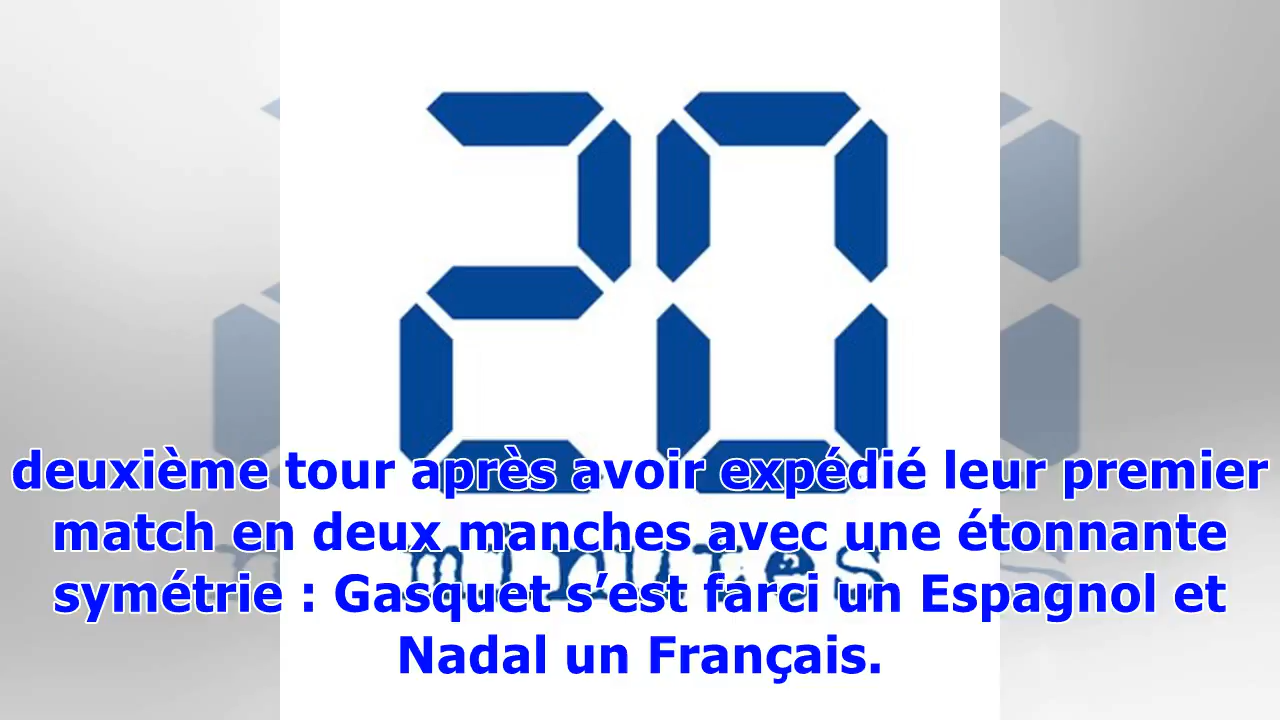 20
deuxième tour après avoir expédié leur premier
match en deux manches avec une étonnante
minutes
symétrie : Gasquet s’est farci un Espagnol et
Nadal un Français.